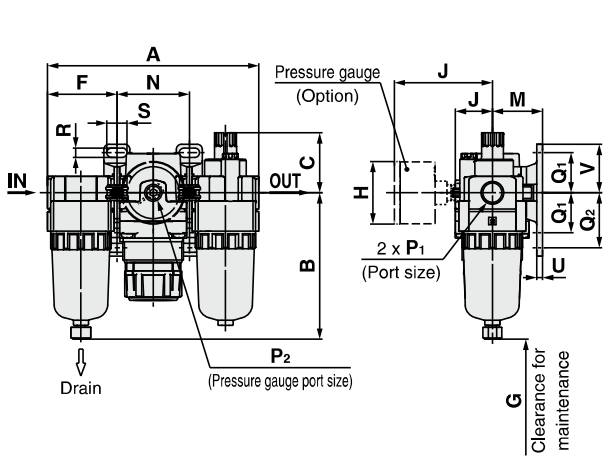 A
F
N
S
R
IN
OUT
C
B
Drain
P2
(Pressure gauge port size)
Pressure gauge
(Option)
J
J
M
H
Q1
V
Q1
Q2
U
2 x P1
(Port size)
G
Clearance for
maintenance